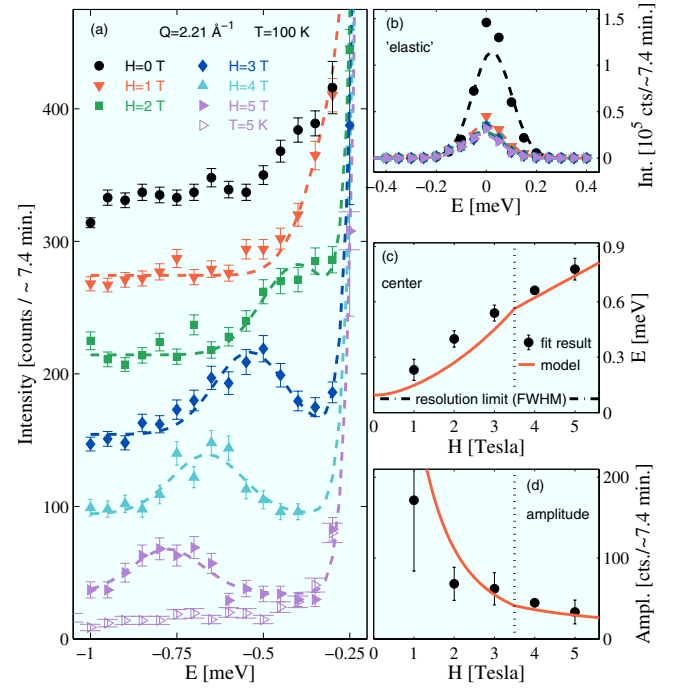 (a) Q=2.21 Å⁻¹ T=100 K
H=0 T H=3 T
H=1 T H=4 T
H=2 T H=5 T
T=5 K
400
300
200
100
0
Intensity [counts / ~ 7.4 min.]
-1 -0.75 -0.5 -0.25
E [meV]
(b)
'elastic'
1.5
1
0.5
0
Int. [10⁵ cts/~7.4 min.]
-0.4 -0.2 0 0.2 0.4
E [meV]
(c)
center
0.9
0.6
0.3
0
E [meV]
fit result
model
resolution limit (FWHM)
1 2 3 4 5
H [Tesla]
(d)
amplitude
200
100
0
Ampl. [cts./~7.4 min.]
0 1 2 3 4 5
H [Tesla]